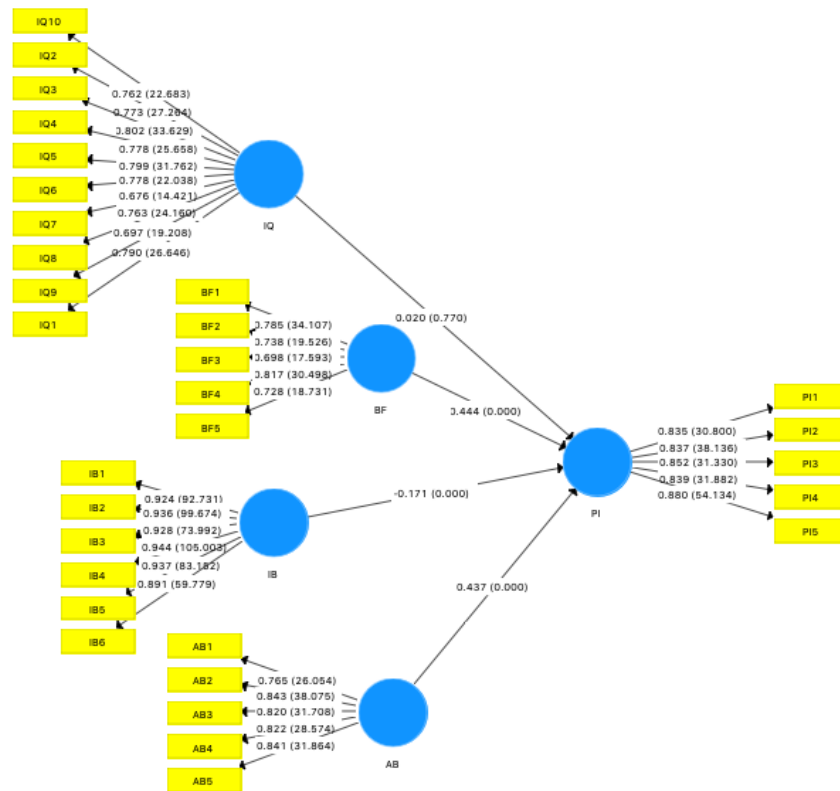 IQ10
IQ2
IQ3
IQ4
IQ5
IQ6
IQ7
IQ8
IQ9
IQ1
0.762 (22.683)
0.773 (27.264)
0.802 (33.629)
0.778 (25.658)
0.799 (31.762)
0.778 (22.038)
0.676 (14.421)
0.763 (24.160)
0.697 (19.208)
0.790 (26.646)
IQ
0.020 (0.770)
BF1
BF2
BF3
BF4
BF5
0.785 (34.107)
0.738 (19.526)
0.698 (17.593)
0.817 (30.498)
0.728 (18.731)
BF
0.444 (0.000)
IB1
IB2
IB3
IB4
IB5
IB6
0.924 (92.731)
0.936 (99.674)
0.928 (73.992)
0.944 (105.003)
0.937 (83.152)
0.891 (59.779)
IB
-0.171 (0.000)
AB1
AB2
AB3
AB4
AB5
0.765 (26.054)
0.843 (38.075)
0.820 (31.708)
0.822 (28.574)
0.841 (31.864)
AB
0.437 (0.000)
PI
0.835 (30.800)
0.837 (38.136)
0.852 (31.330)
0.839 (31.882)
0.880 (54.134)
PI1
PI2
PI3
PI4
PI5